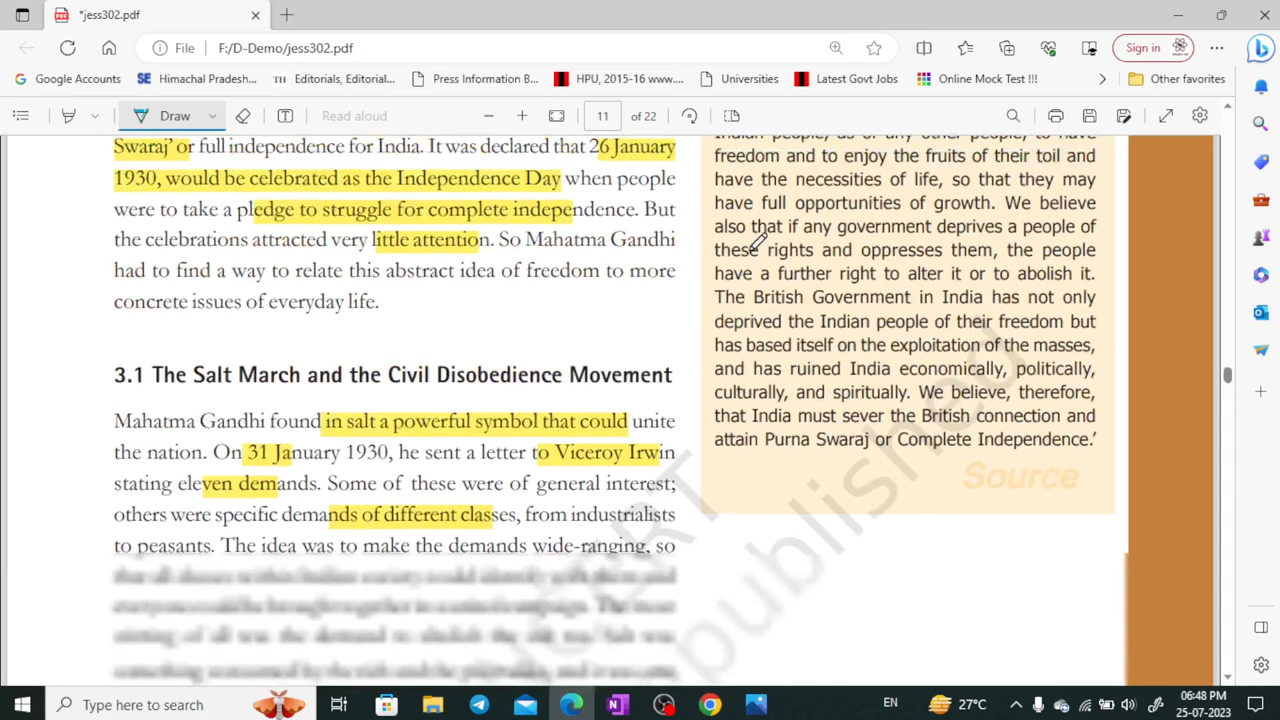 *jess302.pdf
Sign in
File
F:/D-Demo/jess302.pdf
Google Accounts
SE
Himachal Pradesh...
TH
Editorials, Editorial...
Press Information B...
HPU, 2015-16 www....
Universities
Latest Govt Jobs
Online Mock Test !!!
Other favorites
Draw
Read aloud
11
of 22
Swaraj' or full independence for India. It was declared that 26 January
1930, would be celebrated as the Independence Day when people
were to take a pledge to struggle for complete independence. But
the celebrations attracted very little attention. So Mahatma Gandhi
had to find a way to relate this abstract idea of freedom to more
concrete issues of everyday life.
3.1 The Salt March and the Civil Disobedience Movement
Mahatma Gandhi found in salt a powerful symbol that could unite
the nation. On 31 January 1930, he sent a letter to Viceroy Irwin
stating eleven demands. Some of these were of general interest;
others were specific demands of different classes, from industrialists
to peasants. The idea was to make the demands wide-ranging, so
Indian people, as of any other people, to have
freedom and to enjoy the fruits of their toil and
have the necessities of life, so that they may
have full opportunities of growth. We believe
also that if any government deprives a people of
these rights and oppresses them, the people
have a further right to alter it or to abolish it.
The British Government in India has not only
deprived the Indian people of their freedom but
has based itself on the exploitation of the masses,
and has ruined India economically, politically,
culturally, and spiritually. We believe, therefore,
that India must sever the British connection and
attain Purna Swaraj or Complete Independence.'
Source
Type here to search
27°C
EN
06:48 PM
25-07-2023